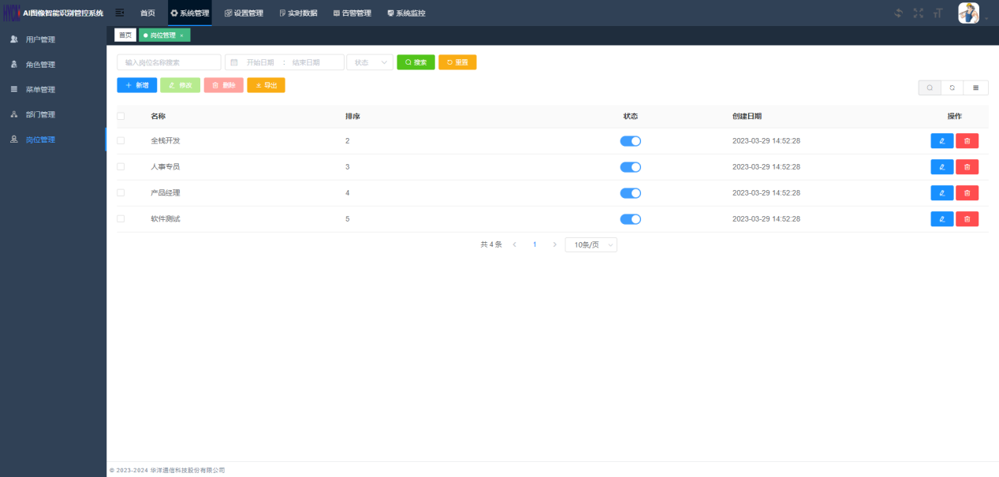 HYCK AI图像智能识别管控系统 首页 系统管理 设置管理 实时数据 告警管理 系统监控
首页 岗位管理 ×
用户管理
角色管理
菜单管理
部门管理
岗位管理
输入岗位名称搜索 开始日期 : 结束日期 状态 搜索 重置
新增 修改 删除 导出
名称 排序 状态 创建日期 操作
全栈开发 2 2023-03-29 14:52:28
人事专员 3 2023-03-29 14:52:28
产品经理 4 2023-03-29 14:52:28
软件测试 5 2023-03-29 14:52:28
共 4 条 1 10条/页
© 2023-2024 华洋通信科技股份有限公司